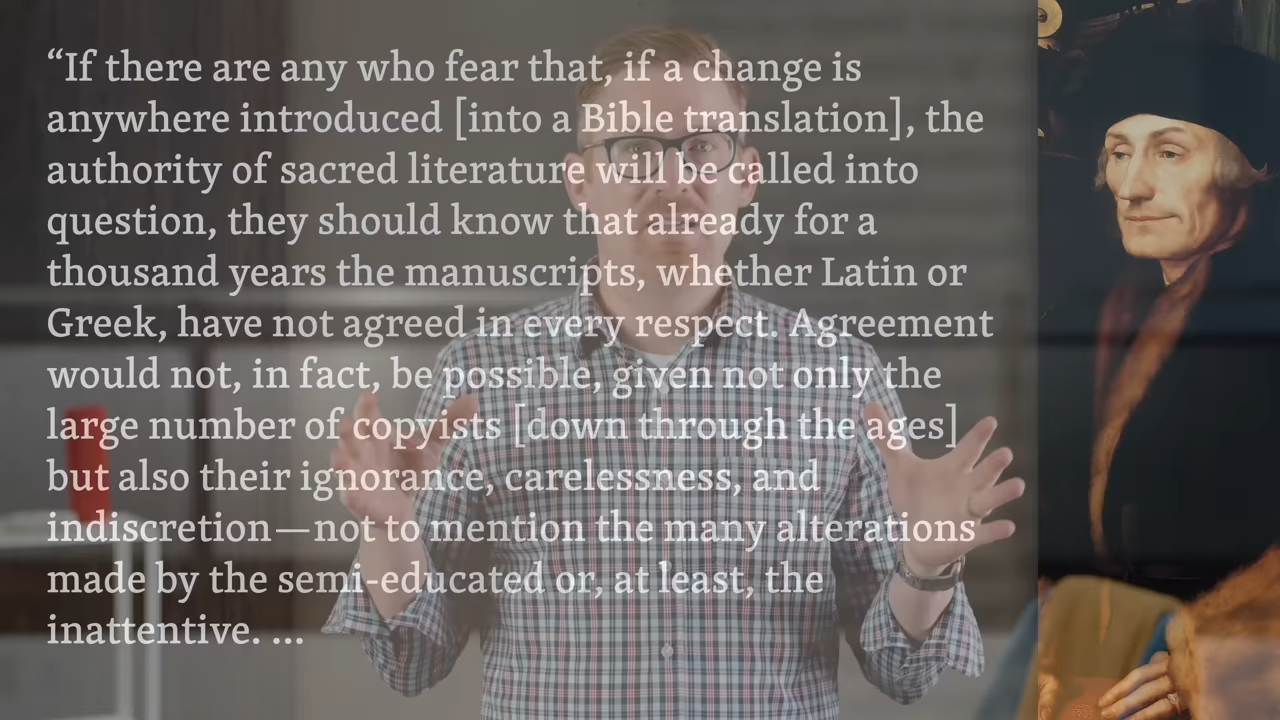 “If there are any who fear that, if a change is
anywhere introduced [into a Bible translation], the
authority of sacred literature will be called into
question, they should know that already for a
thousand years the manuscripts, whether Latin or
Greek, have not agreed in every respect. Agreement
would not, in fact, be possible, given not only the
large number of copyists [down through the ages]
but also their ignorance, carelessness, and
indiscretion—not to mention the many alterations
made by the semi-educated or, at least, the
inattentive. ...